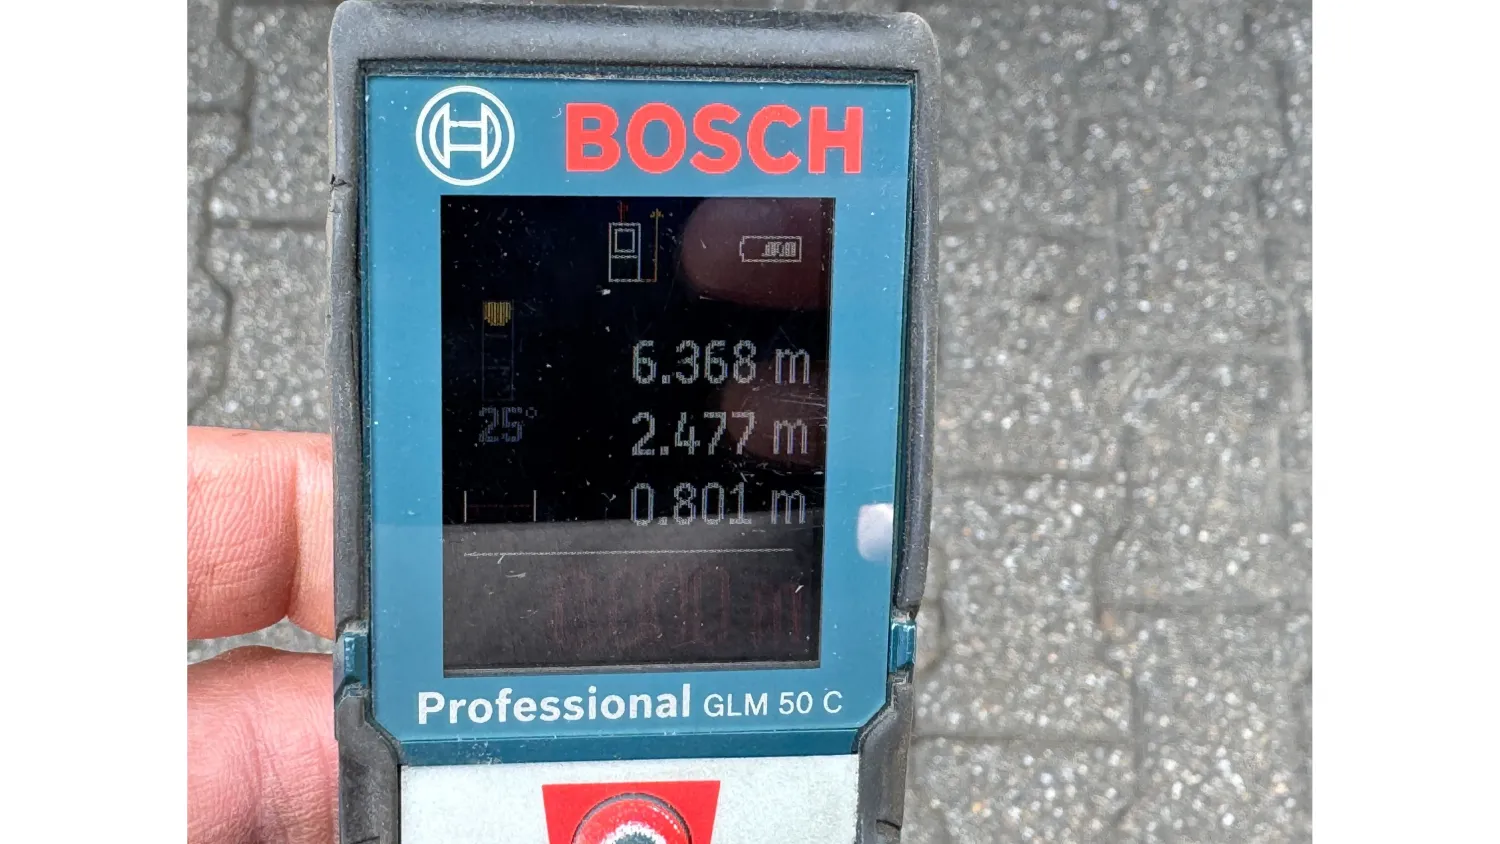 BOSCH
6.368 m
2.477 m
25°
0.801 m
Professional GLM 50 C